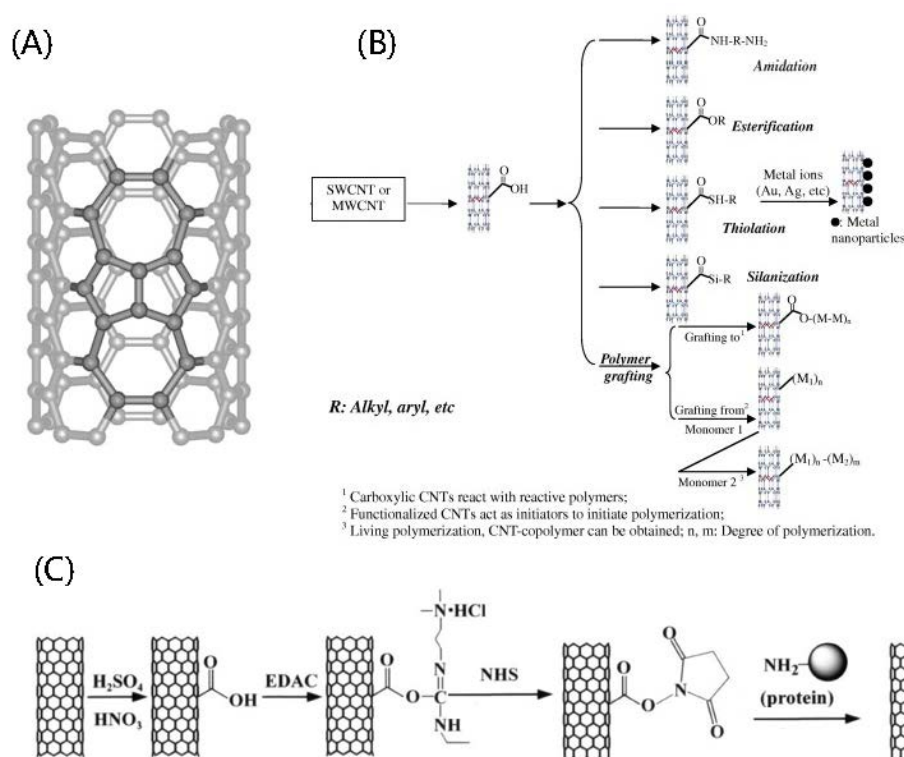 (A)
(B)
O
NH-R-NH2
Amidation
O
OR
Esterification
SWCNT or
MWCNT
O
OH
O
SH-R
Thiolation
Metal ions
(Au, Ag, etc)
●: Metal
nanoparticles
O
Si-R
Silanization
Polymer
grafting
Grafting to1
O
O-(M-M)n
Grafting from2
Monomer 1
(M1)n
Monomer 2 3
(M1)n -(M2)m
R: Alkyl, aryl, etc
1 Carboxylic CNTs react with reactive polymers;
2 Functionalized CNTs act as initiators to initiate polymerization;
3 Living polymerization, CNT-copolymer can be obtained; n, m: Degree of polymerization.
(C)
H2SO4
HNO3
O
OH
EDAC
N•HCl
N
O
O
C
NH
NHS
O
O
N
O
O
NH2
(protein)